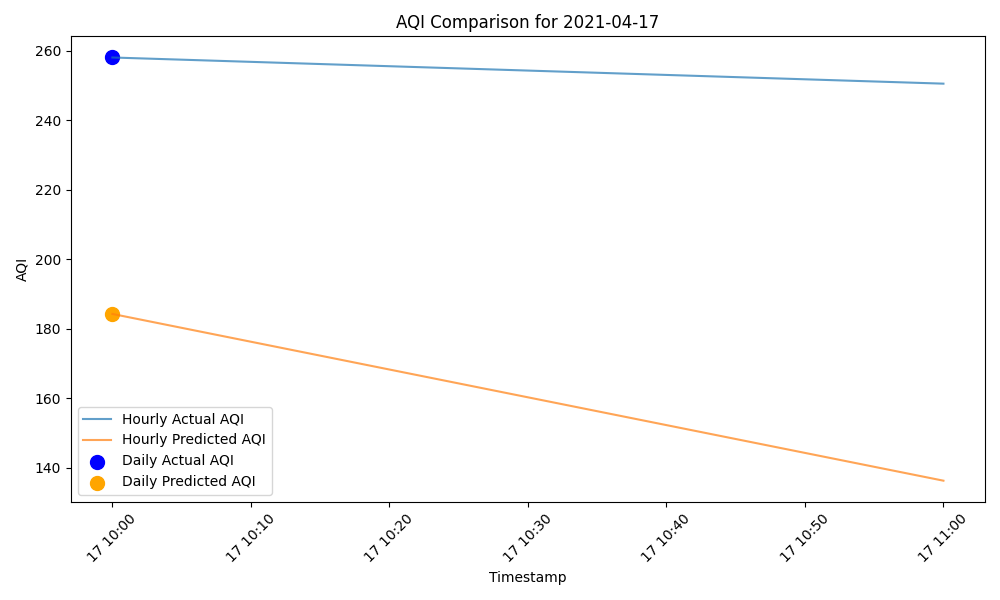 AQI Comparison for 2021-04-17
260
240
220
200
180
160
140
AQI
Hourly Actual AQI
Hourly Predicted AQI
Daily Actual AQI
Daily Predicted AQI
17 10:00
17 10:10
17 10:20
17 10:30
17 10:40
17 10:50
17 11:00
Timestamp